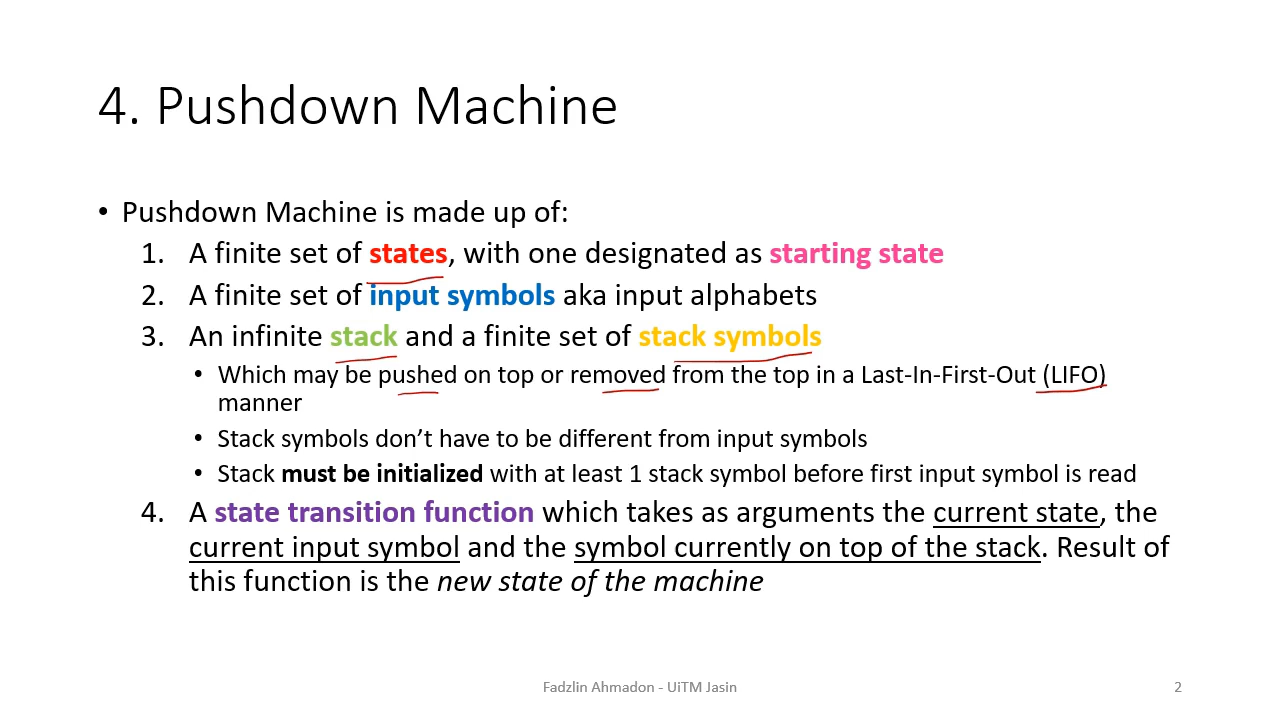 4. Pushdown Machine
• Pushdown Machine is made up of:
1. A finite set of states, with one designated as starting state
2. A finite set of input symbols aka input alphabets
3. An infinite stack and a finite set of stack symbols
• Which may be pushed on top or removed from the top in a Last-In-First-Out (LIFO)
manner
• Stack symbols don’t have to be different from input symbols
• Stack must be initialized with at least 1 stack symbol before first input symbol is read
4. A state transition function which takes as arguments the current state, the
current input symbol and the symbol currently on top of the stack. Result of
this function is the new state of the machine
Fadzlin Ahmadon - UiTM Jasin
2